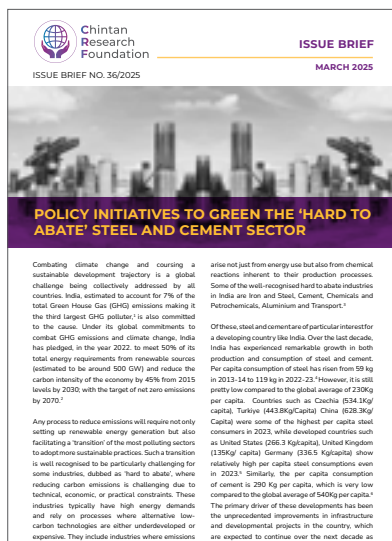 Chintan
Research
Foundation
ISSUE BRIEF NO. 36/2025
ISSUE BRIEF
MARCH 2025
POLICY INITIATIVES TO GREEN THE ‘HARD TO
ABATE’ STEEL AND CEMENT SECTOR
Combating climate change and coursing a
sustainable development trajectory is a global
challenge being collectively addressed by all
countries. India, estimated to account for 7% of the
total Green House Gas (GHG) emissions making it
the third largest GHG polluter,¹ is also committed
to the cause. Under its global commitments to
combat GHG emissions and climate change, India
has pledged, in the year 2022. to meet 50% of its
total energy requirements from renewable sources
(estimated to be around 500 GW) and reduce the
carbon intensity of the economy by 45% from 2015
levels by 2030; with the target of net zero emissions
by 2070.²
Any process to reduce emissions will require not only
setting up renewable energy generation but also
facilitating a ‘transition’ of the most polluting sectors
to adopt more sustainable practices. Such a transition
is well recognised to be particularly challenging for
some industries, dubbed as ‘hard to abate’, where
reducing carbon emissions is challenging due to
technical, economic, or practical constraints. These
industries typically have high energy demands
and rely on processes where alternative low-
carbon technologies are either underdeveloped or
expensive. They include industries where emissions
arise not just from energy use but also from chemical
reactions inherent to their production processes.
Some of the well-recognised hard to abate industries
in India are Iron and Steel, Cement, Chemicals and
Petrochemicals, Aluminium and Transport.³
Of these, steel and cement are of particular interest for
a developing country like India. Over the last decade,
India has experienced remarkable growth in both
production and consumption of steel and cement.
Per capita consumption of steel has risen from 59 kg
in 2013-14 to 119 kg in 2022-23.⁴ However, it is still
pretty low compared to the global average of 230Kg
per capita. Countries such as Czechia (534.1Kg/
capita), Turkiye (443.8Kg/Capita) China (628.3Kg/
Capita) were some of the highest per capita steel
consumers in 2023, while developed countries such
as United States (266.3 Kg/capita), United Kingdom
(135Kg/ capita) Germany (336.5 Kg/capita) show
relatively high per capita steel consumptions even
in 2023.⁵ Similarly, the per capita consumption
of cement is 290 Kg per capita, which is very low
compared to the global average of 540Kg per capita.⁶
The primary driver of these developments has been
the unprecedented improvements in infrastructure
and developmental projects in the country, which
are expected to continue over the next decade as